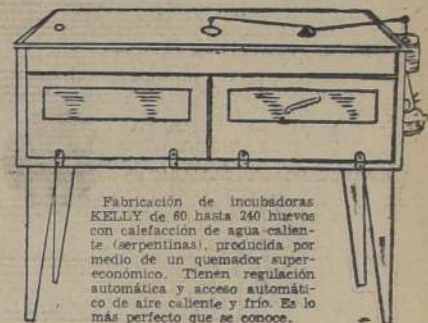 Fabricación de incubadoras
KELLY de 60 hasta 240 huevos
con calefacción de agua calien-
te (serpentinas), producida por
medio de un quemador super-
económico. Tienen regulación
automática y acceso automáti-
co de aire caliente y frío. Es lo
más perfecto que se conoce.